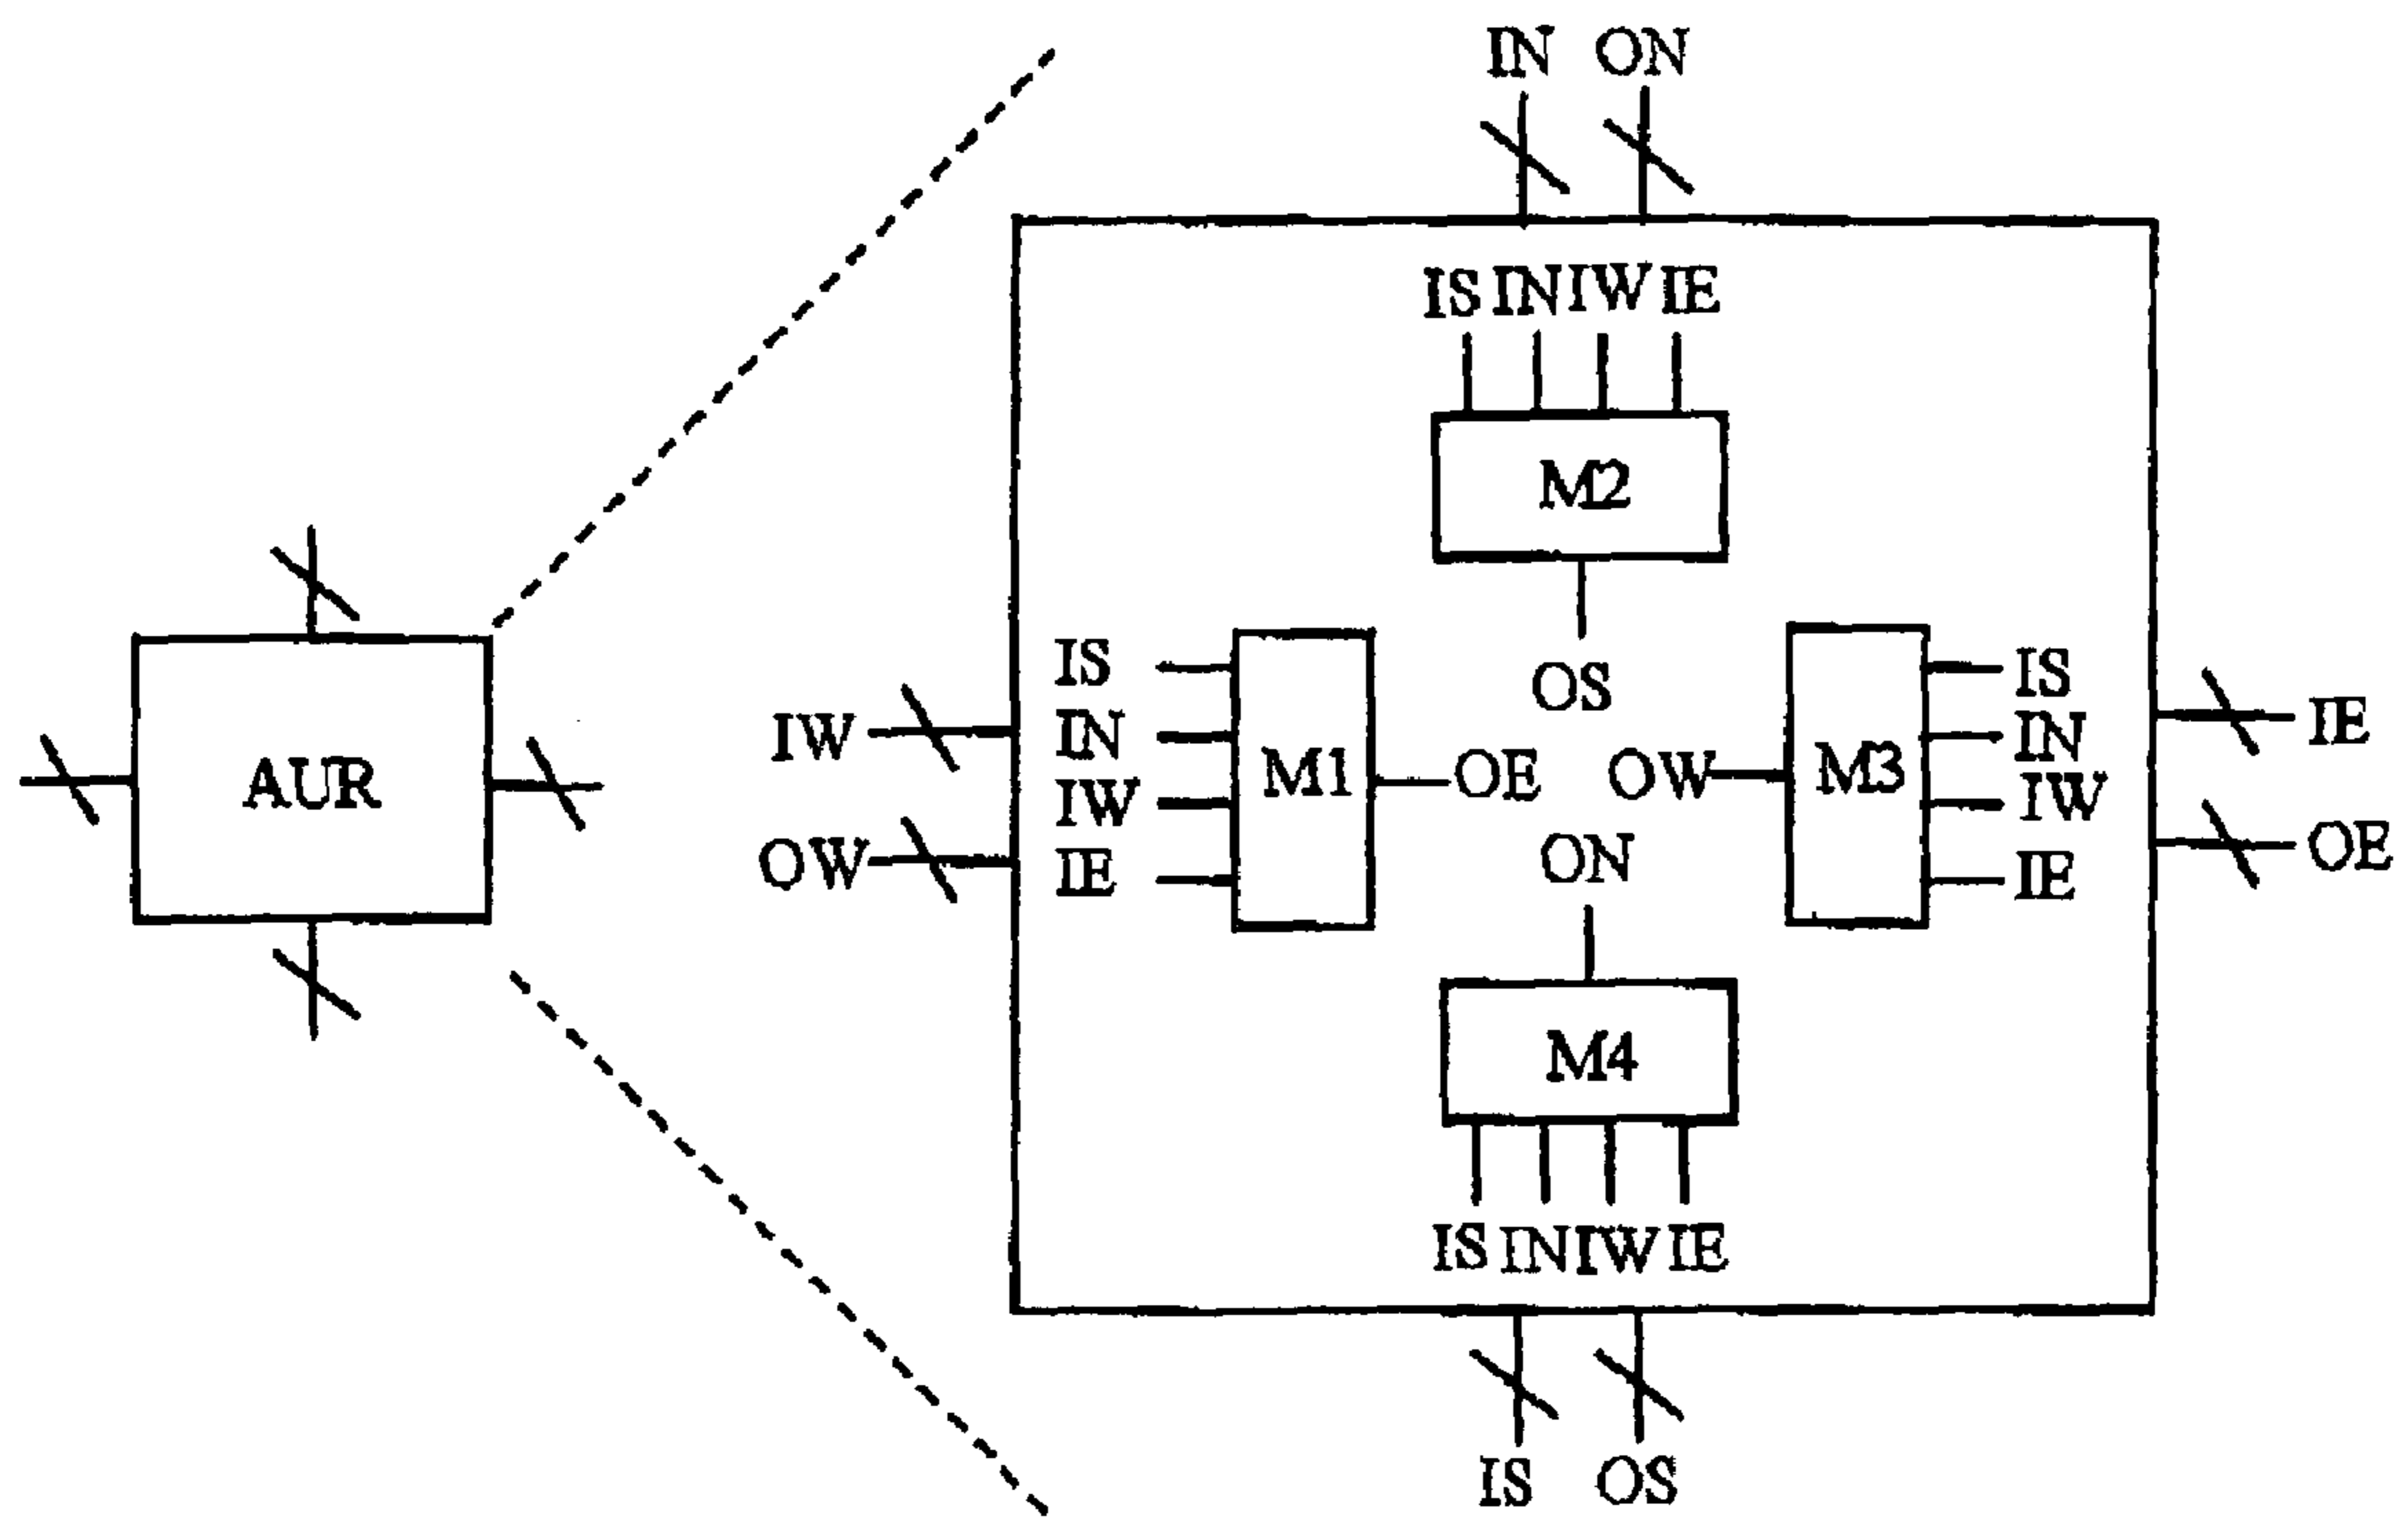 IN ON
IS IN IW IE
M2
OS
AUR
IW
OW
IS
IN
IW
IE
M1
OE
OW
M3
IS
IN
IW
IE
IE
OE
ON
M4
IS IN IW IE
IS OS